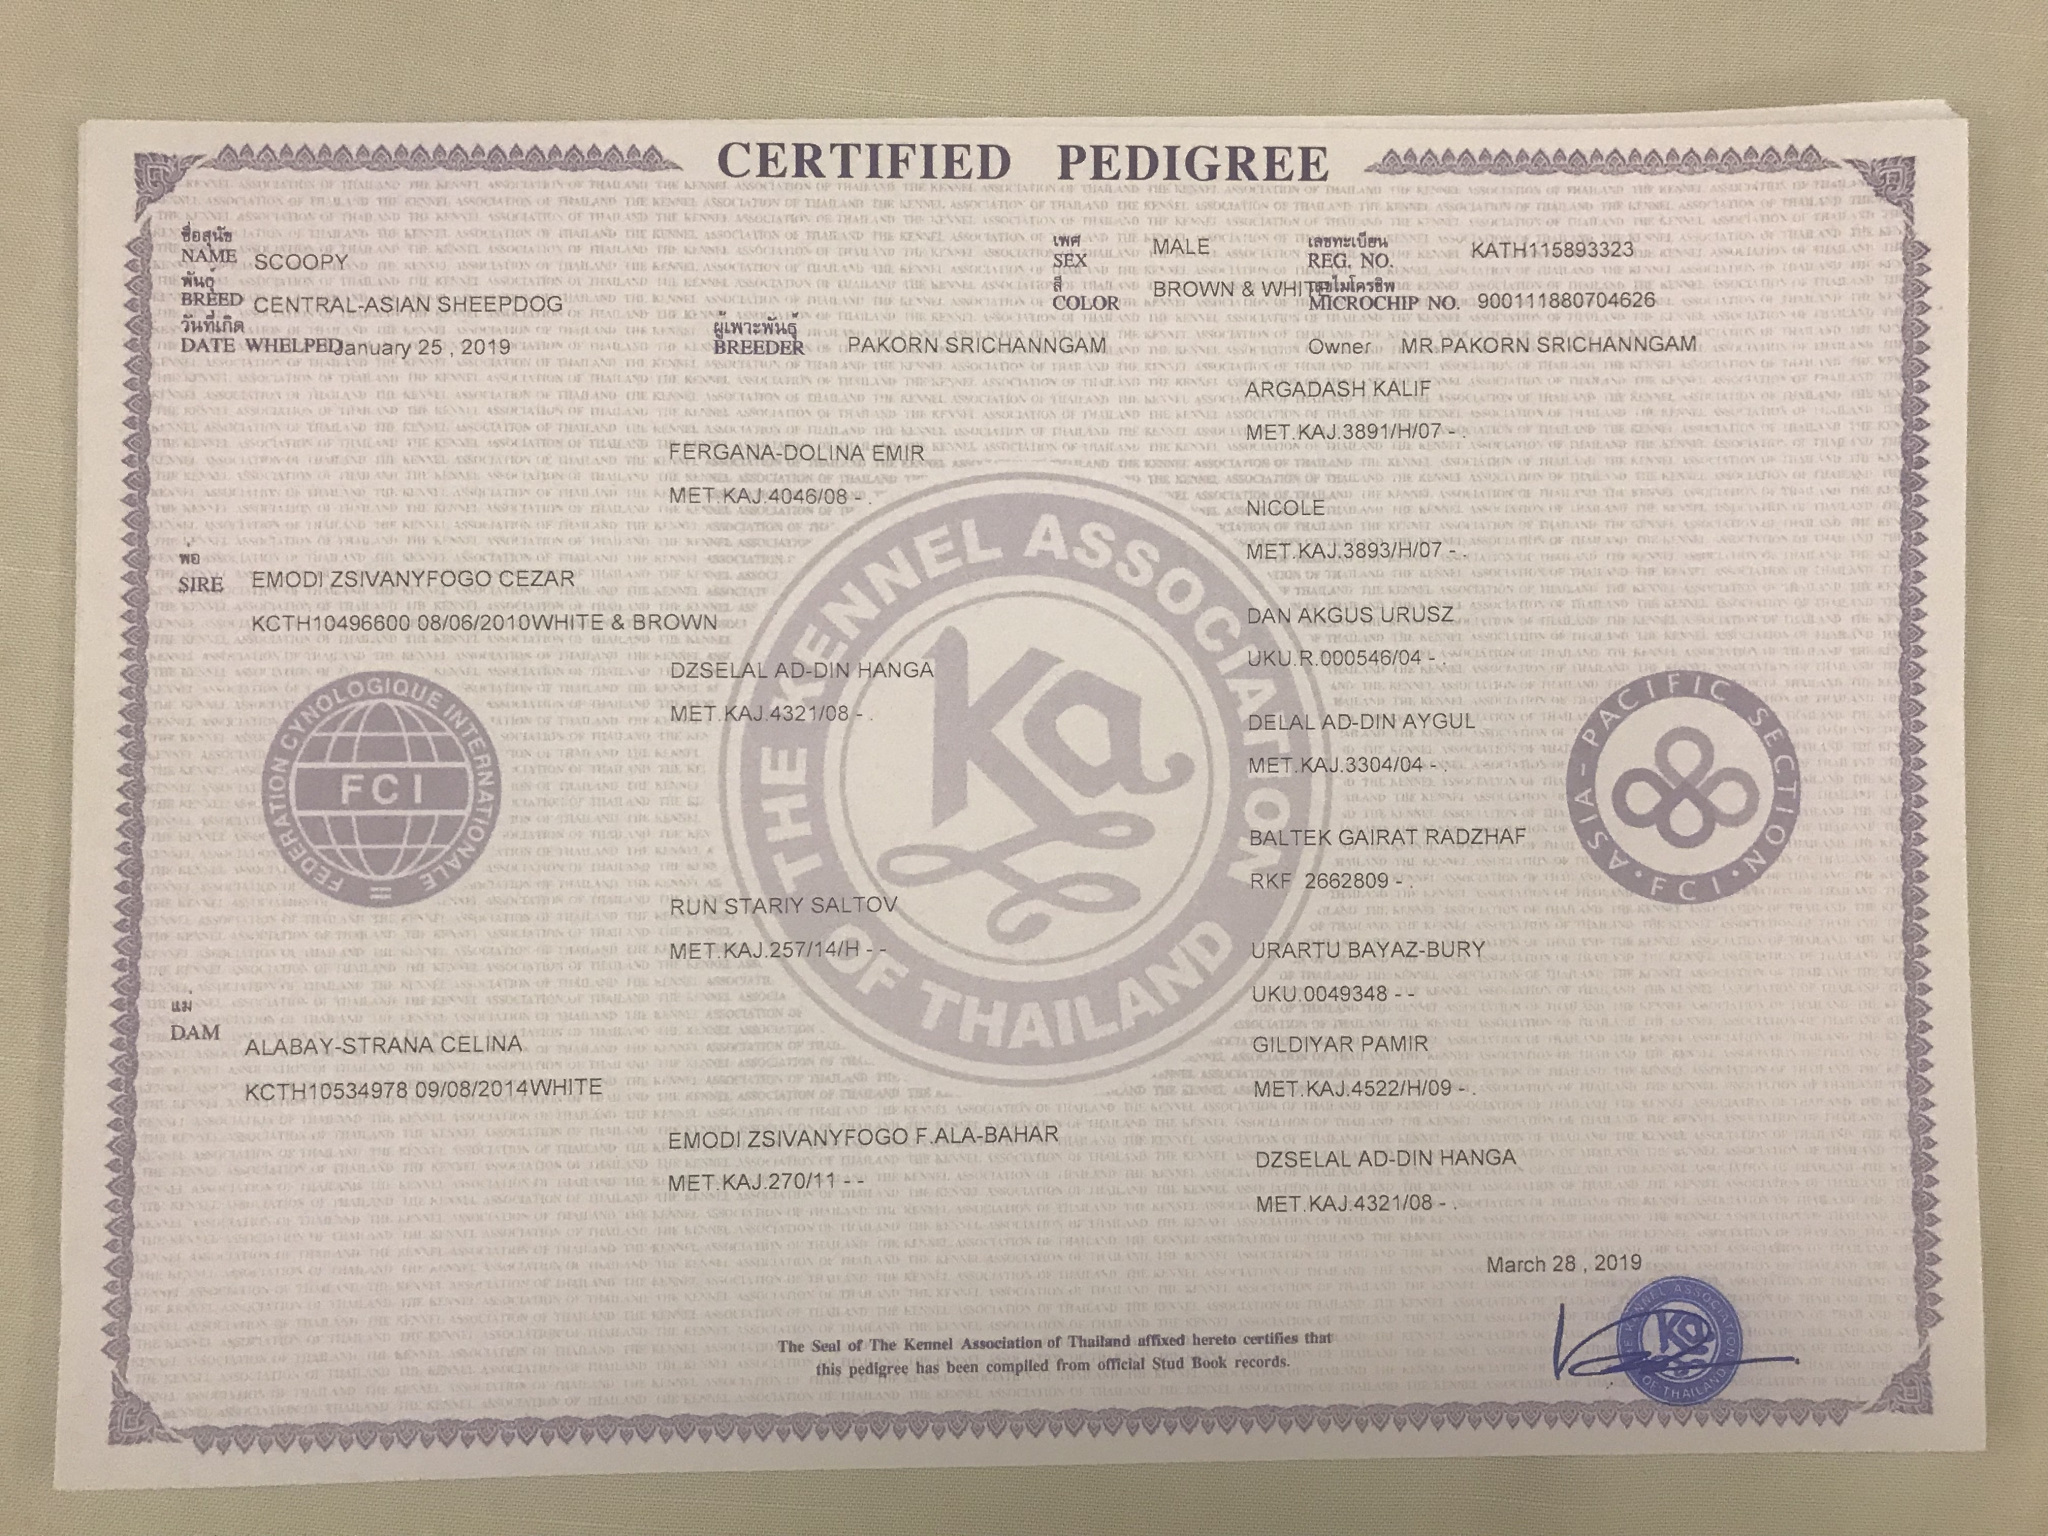 CERTIFIED PEDIGREE
ชื่อสุนัข
NAME SCOOPY
เพศ
SEX MALE
เลขทะเบียน
REG. NO. KATH115893323
พันธุ์
BREED CENTRAL-ASIAN SHEEPDOG
สี
COLOR BROWN & WHITE
เลขไมโครชิพ
MICROCHIP NO. 900111880704626
วันที่เกิด
DATE WHELPED January 25 , 2019
ผู้เพาะพันธุ์
BREEDER PAKORN SRICHANNGAM
Owner MR.PAKORN SRICHANNGAM
ARGADASH KALIF
MET.KAJ.3891/H/07 - .
FERGANA-DOLINA EMIR
MET.KAJ.4046/08 - .
NICOLE
MET.KAJ.3893/H/07 - .
พ่อ
SIRE EMODI ZSIVANYFOGO CEZAR
KCTH10496600 08/06/2010WHITE & BROWN
DAN AKGUS URUSZ
UKU.R.000546/04 - .
DZSELAL AD-DIN HANGA
MET.KAJ.4321/08 - .
DELAL AD-DIN AYGUL
MET.KAJ.3304/04 - .
BALTEK GAIRAT RADZHAF
RKF 2662809 - .
RUN STARIY SALTOV
MET.KAJ.257/14/H - -
URARTU BAYAZ-BURY
UKU.0049348 - -
แม่
DAM ALABAY-STRANA CELINA
KCTH10534978 09/08/2014WHITE
GILDIYAR PAMIR
MET.KAJ.4522/H/09 - .
EMODI ZSIVANYFOGO F.ALA-BAHAR
MET.KAJ.270/11 - -
DZSELAL AD-DIN HANGA
MET.KAJ.4321/08 - .
FEDERATION CYNOLOGIQUE INTERNATIONALE
FCI
THE KENNEL ASSOCIATION OF THAILAND
Ka
ASIA-PACIFIC SECTION
FCI
March 28 , 2019
THE KENNEL ASSOCIATION OF THAILAND
Ka
The Seal of The Kennel Association of Thailand affixed hereto certifies that
this pedigree has been compiled from official Stud Book records.